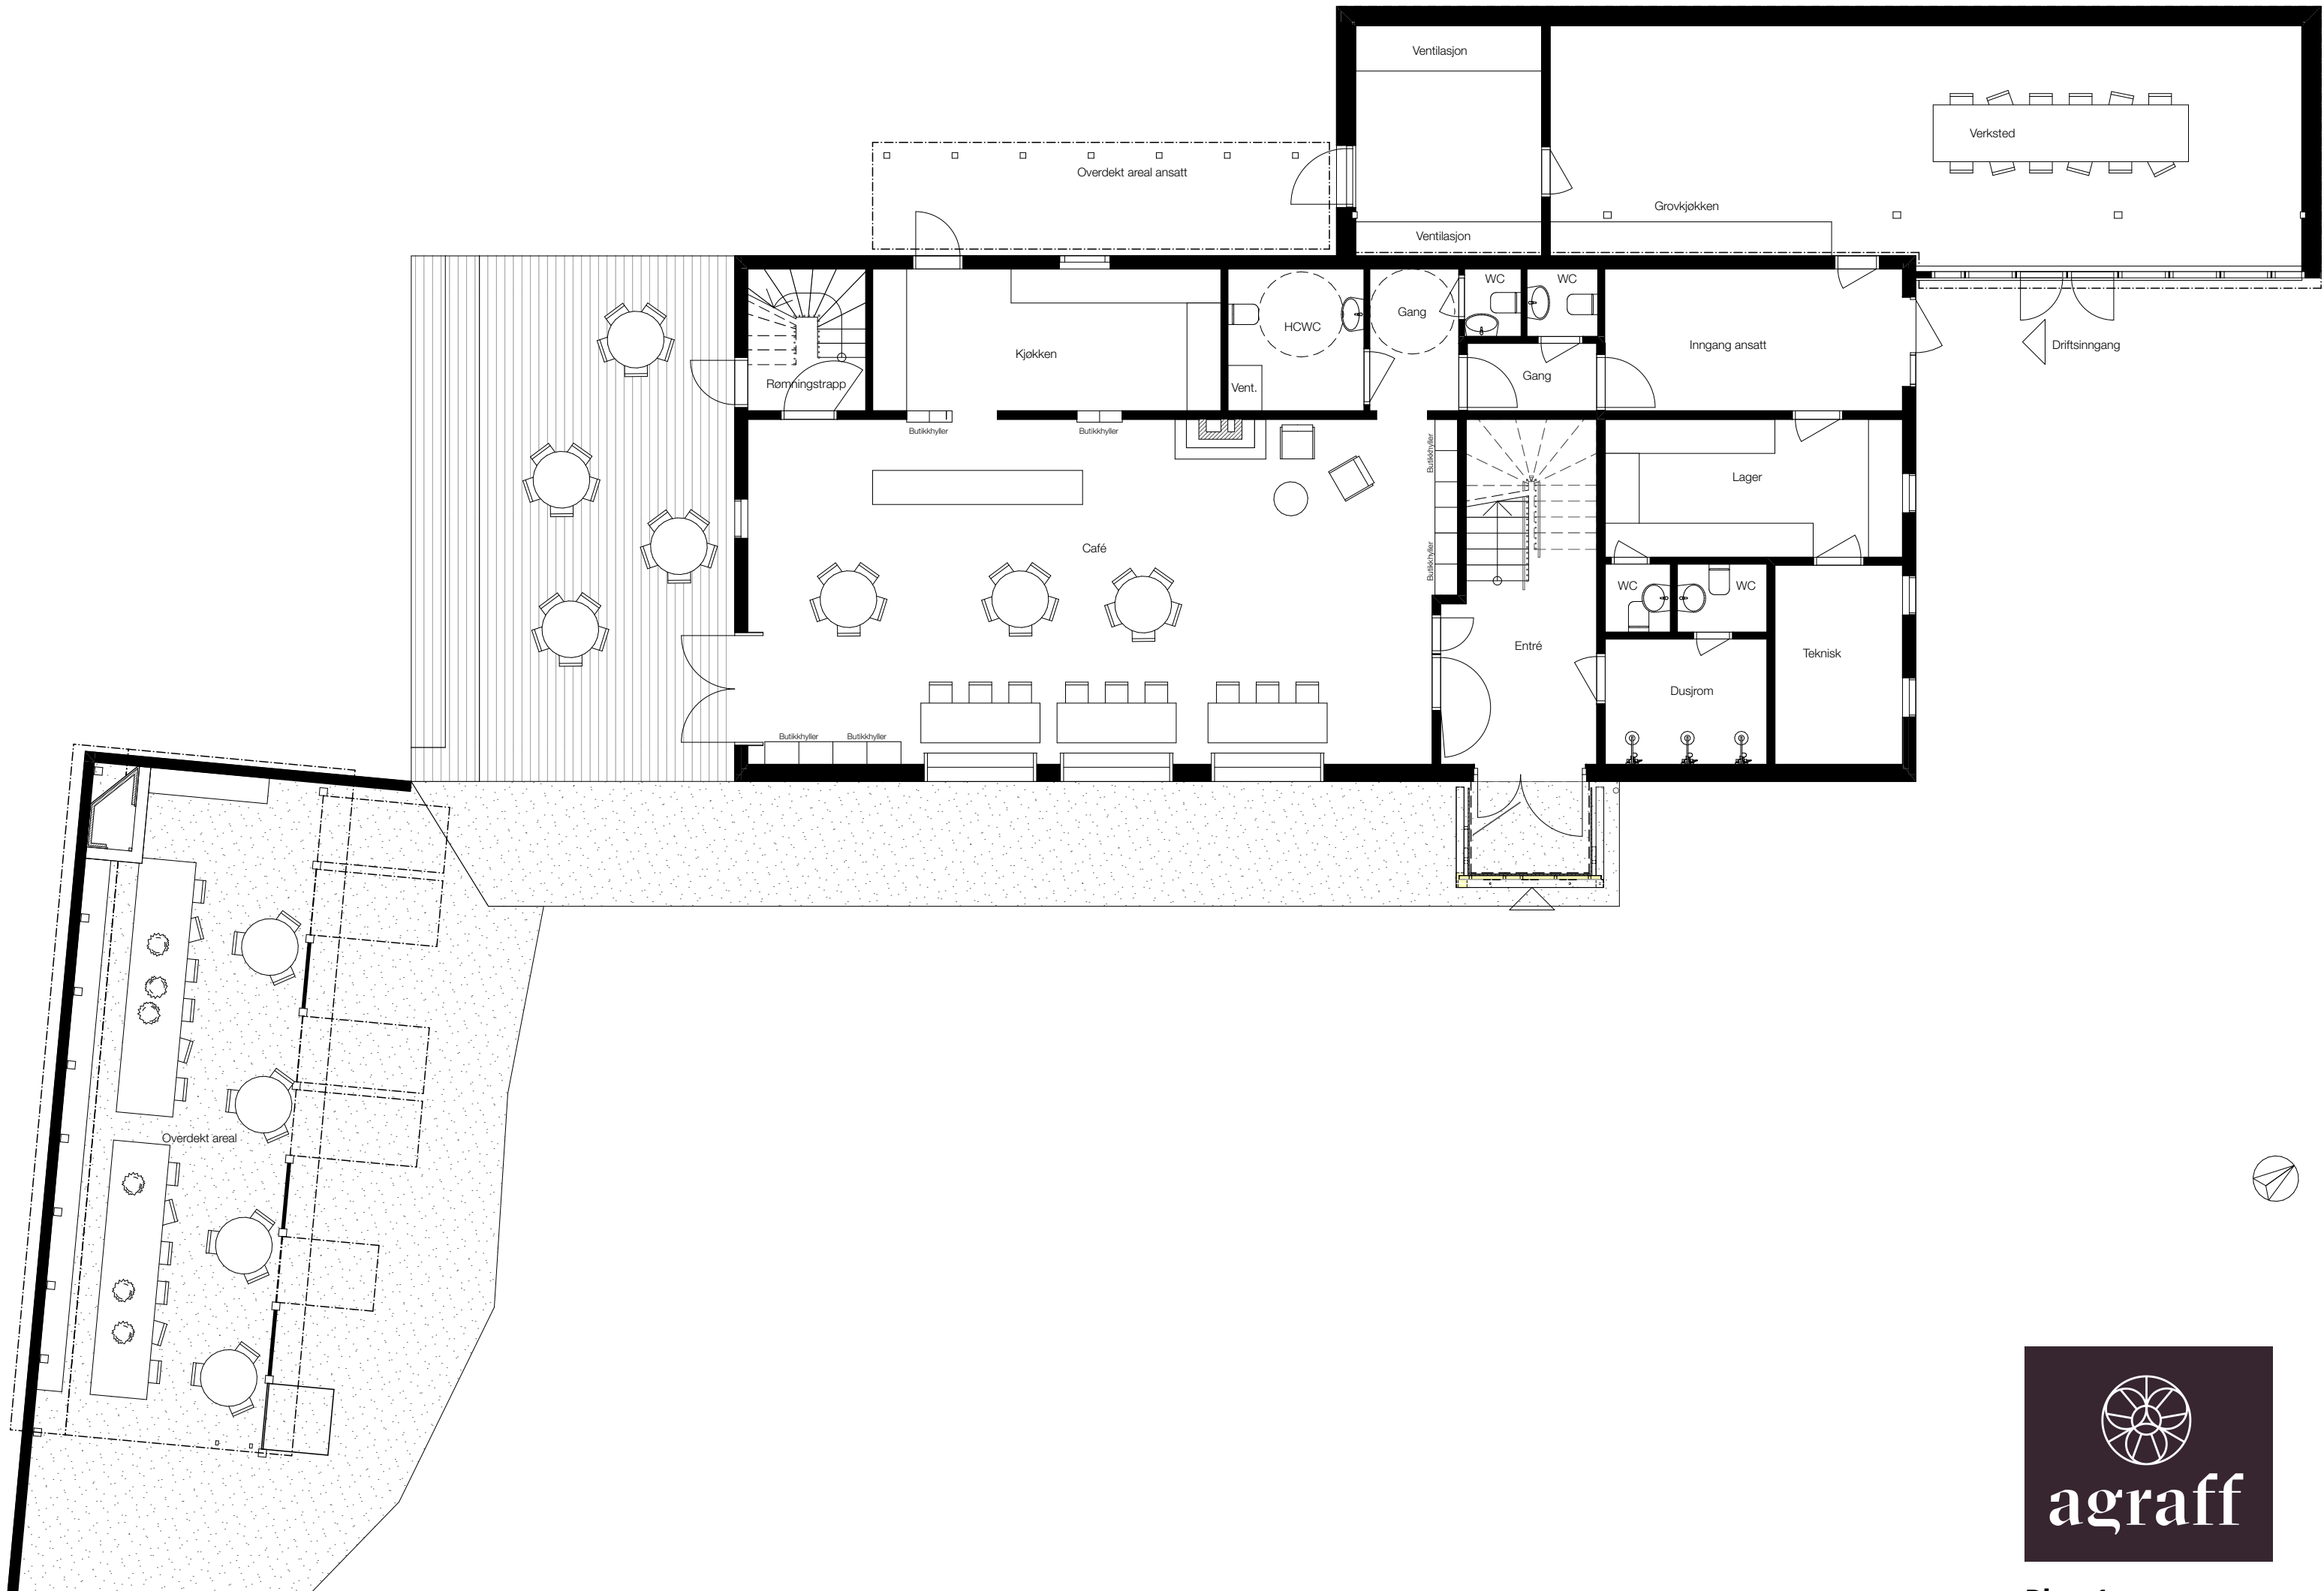 Ventilasjon
Verksted
Overdekt areal ansatt
Grovkjøkken
Ventilasjon
WC
WC
Gang
HCWC
Inngang ansatt
Driftsinngang
Kjøkken
Gang
Rømningstrapp
Vent.
Butikkhyller
Butikkhyller
Butikkhyller
Lager
Café
Butikkhyller
WC
WC
Entré
Teknisk
Dusjrom
Butikkhyller
Butikkhyller
Overdekt areal
agraff